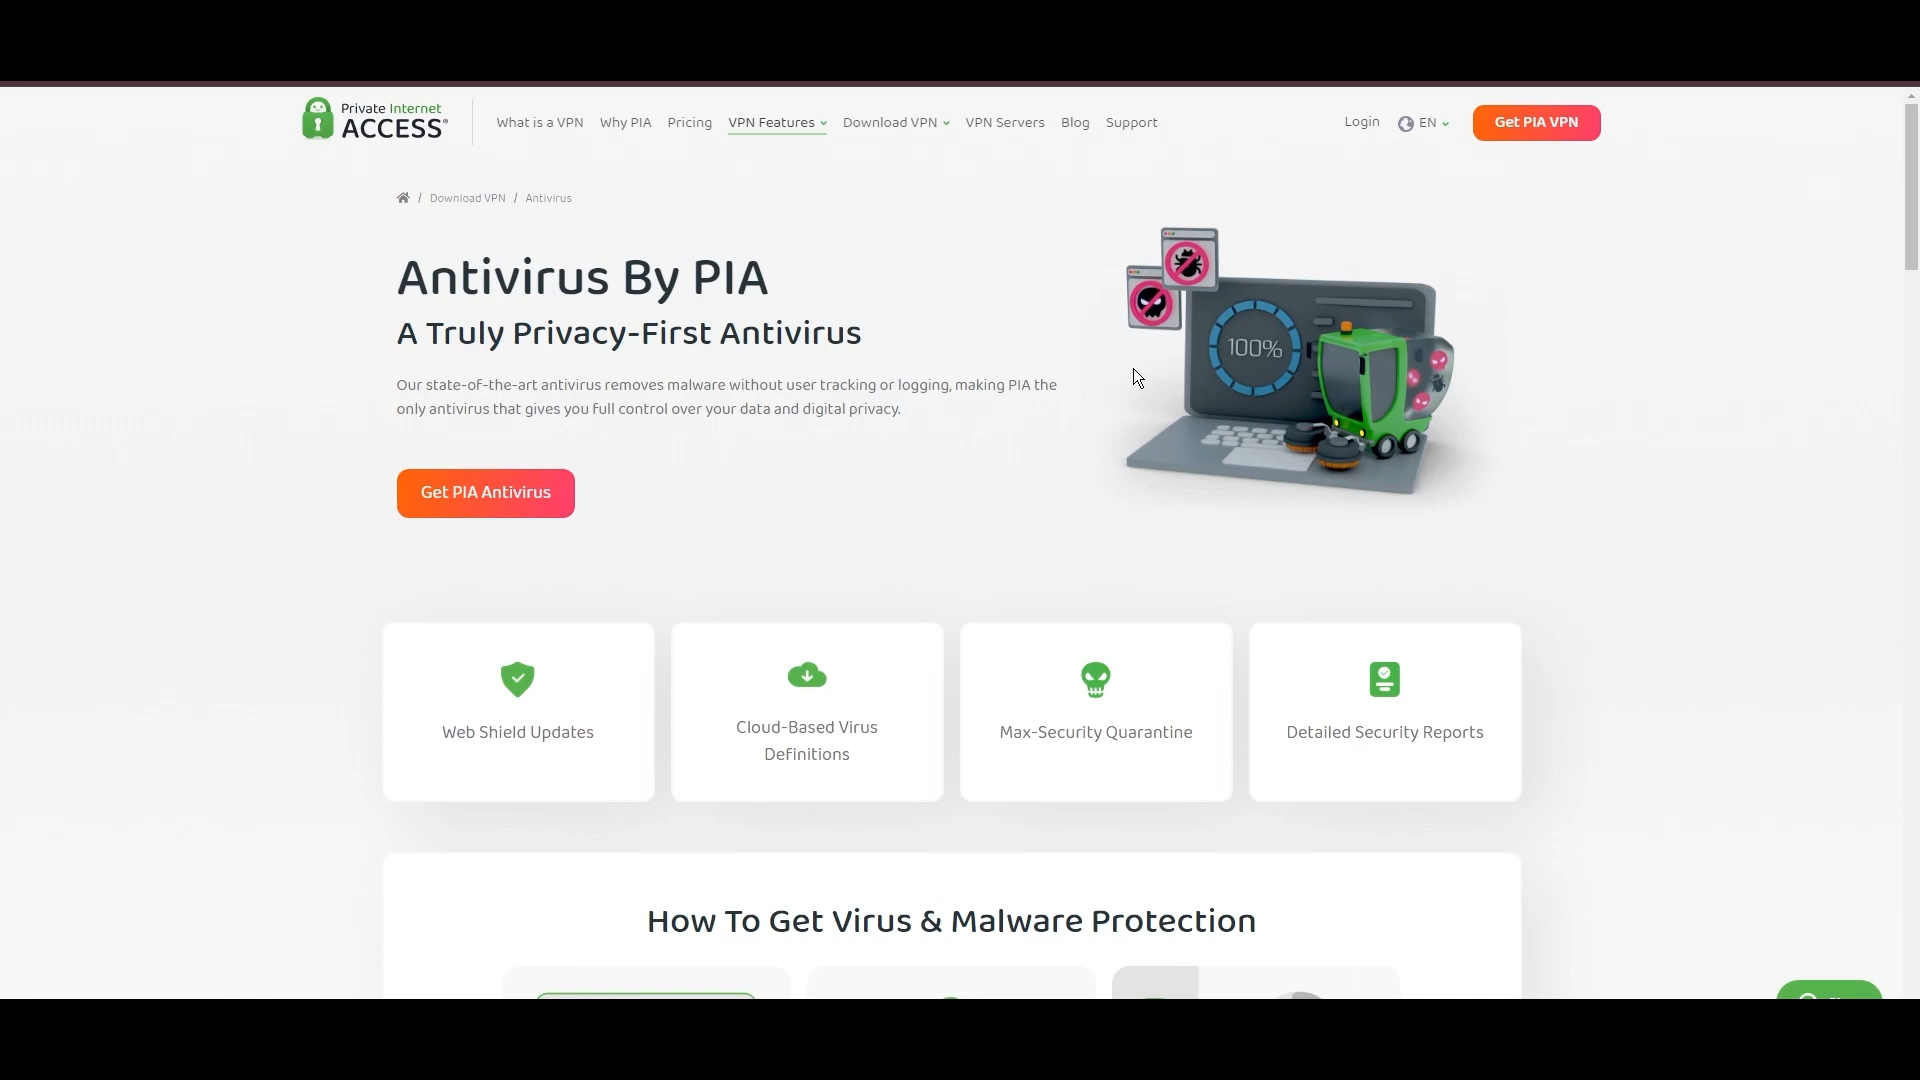 Private Internet
ACCESS®
What is a VPN
Why PIA
Pricing
VPN Features
Download VPN
VPN Servers
Blog
Support
Login
EN
Get PIA VPN
/ Download VPN / Antivirus
Antivirus By PIA
A Truly Privacy-First Antivirus
Our state-of-the-art antivirus removes malware without user tracking or logging, making PIA the
only antivirus that gives you full control over your data and digital privacy.
Get PIA Antivirus
100%
Web Shield Updates
Cloud-Based Virus
Definitions
Max-Security Quarantine
Detailed Security Reports
How To Get Virus & Malware Protection